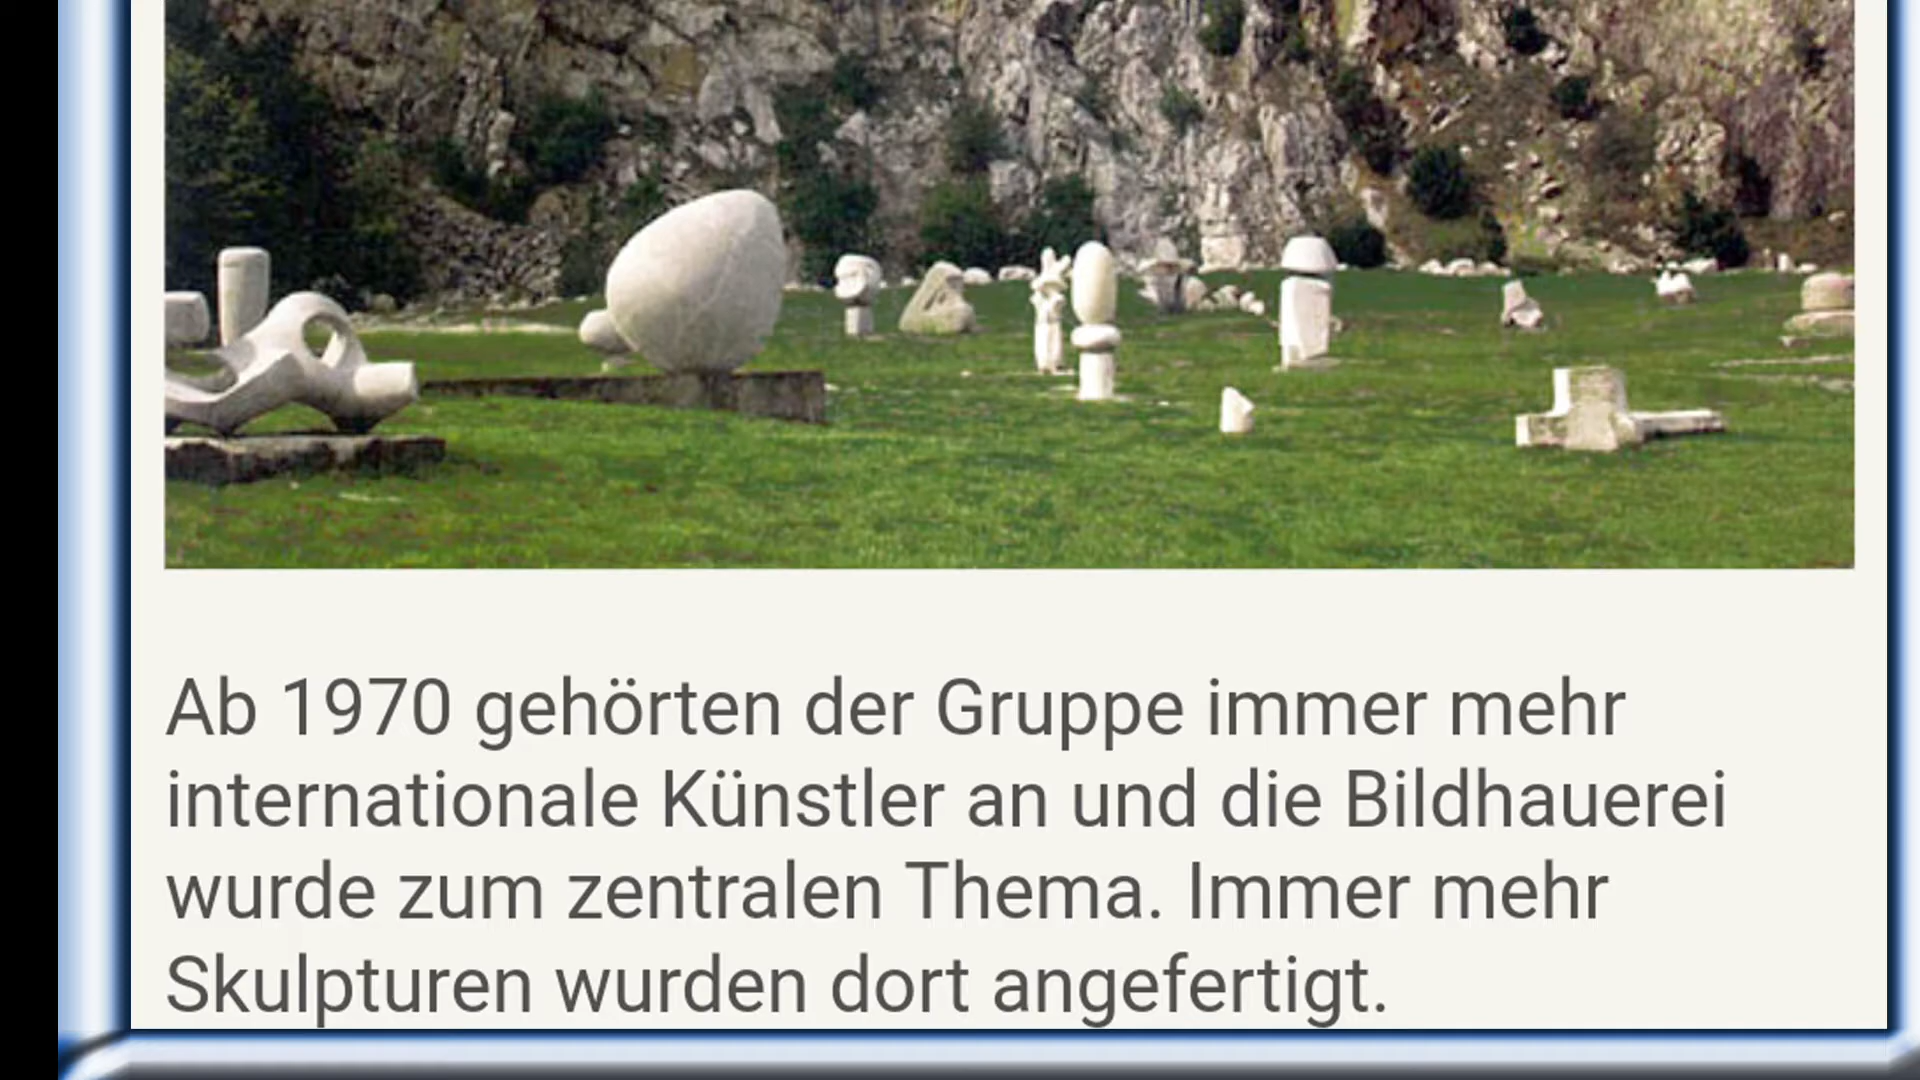 Ab 1970 gehörten der Gruppe immer mehr
internationale Künstler an und die Bildhauerei
wurde zum zentralen Thema. Immer mehr
Skulpturen wurden dort angefertigt.